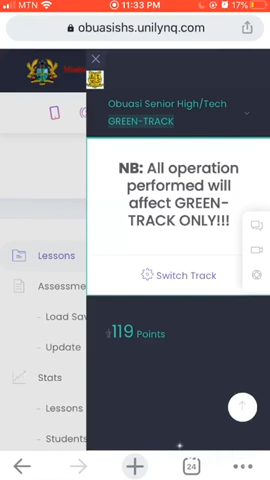 MTN
11:33 PM
17%
obuasishs.unilynq.com
Obuasi Senior High/Tech
GREEN-TRACK
NB: All operation
performed will
affect GREEN-
TRACK ONLY!!!
Switch Track
119 Points
Lessons
Assessme
Load Sav
Update
Stats
Lessons
Students
24